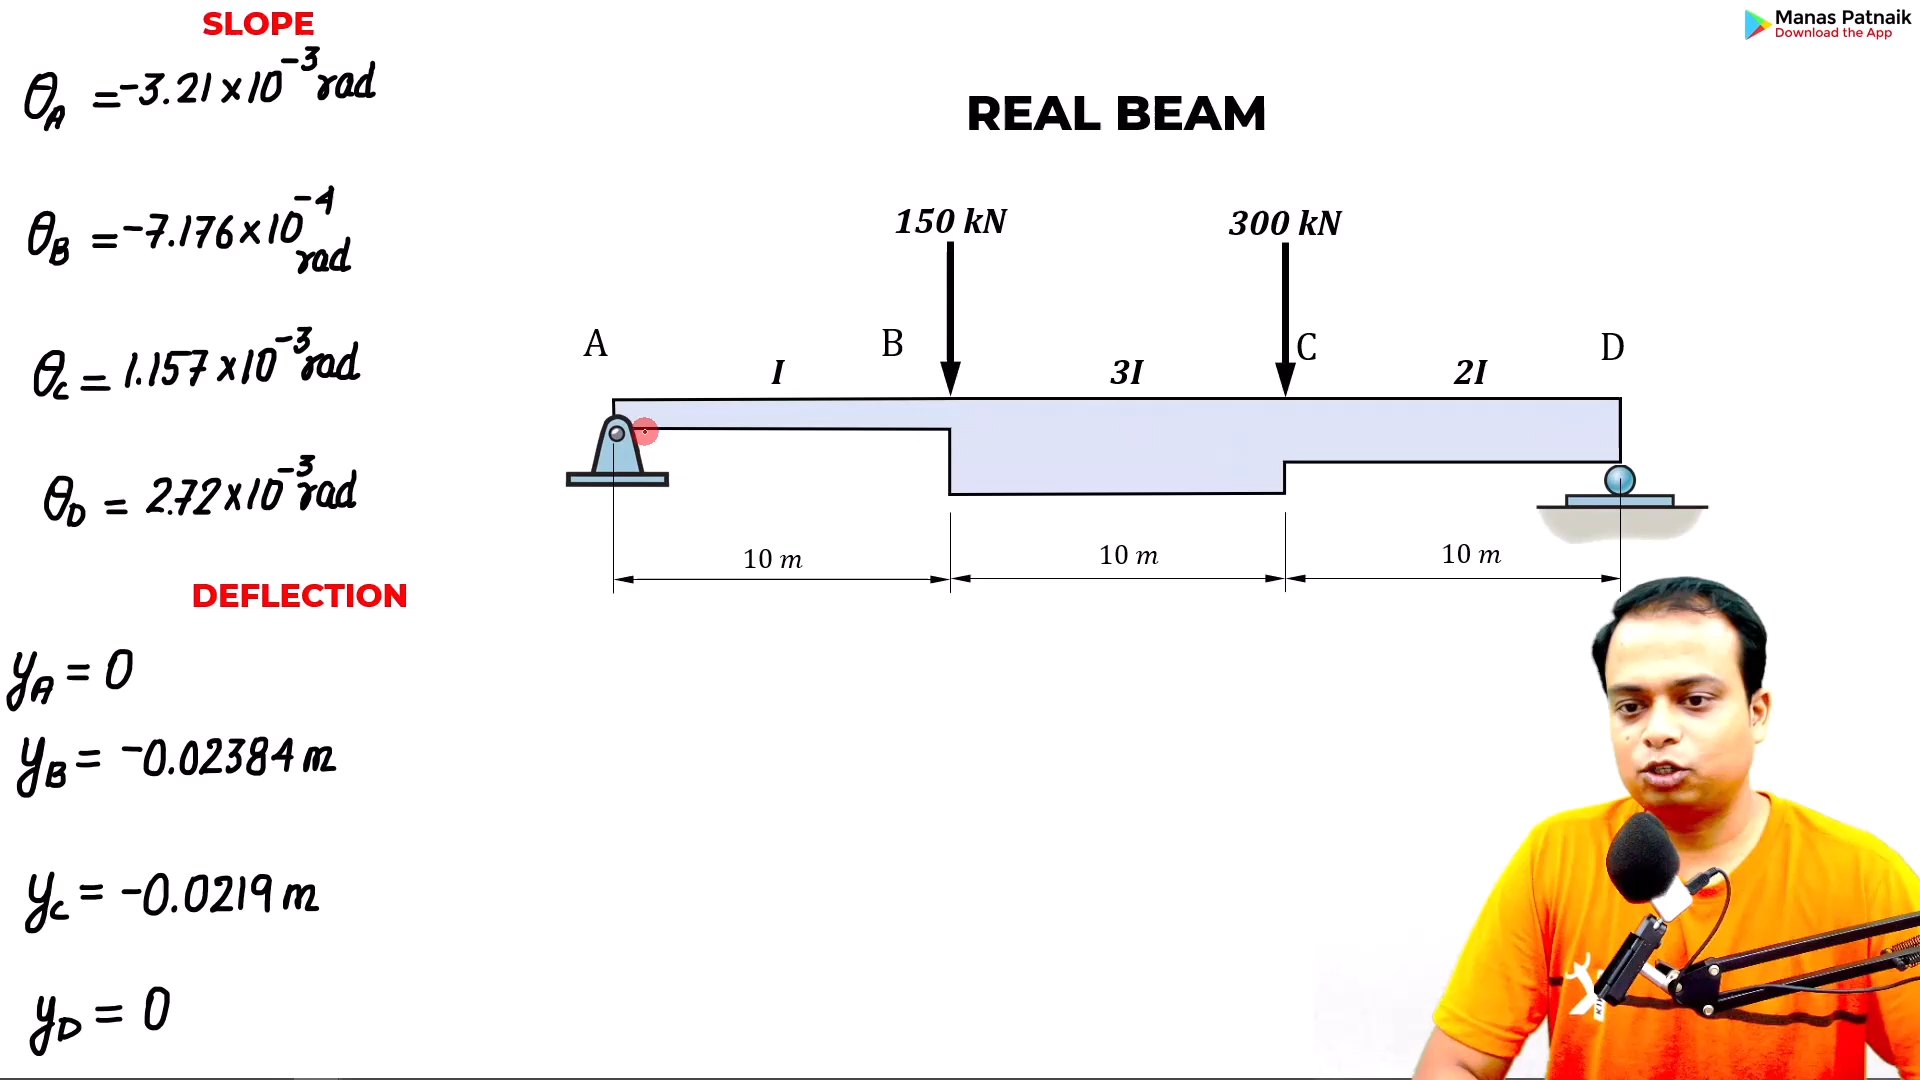 SLOPE
θA = -3.21 × 10^-3 rad
θB = -7.176 × 10^-4 rad
θC = 1.157 × 10^-3 rad
θD = 2.72 × 10^-3 rad
DEFLECTION
yA = 0
yB = -0.02384 m
yC = -0.0219 m
yD = 0
Manas Patnaik
Download the App
REAL BEAM
150 kN 300 kN
A B C D
I 3I 2I
10 m 10 m 10 m